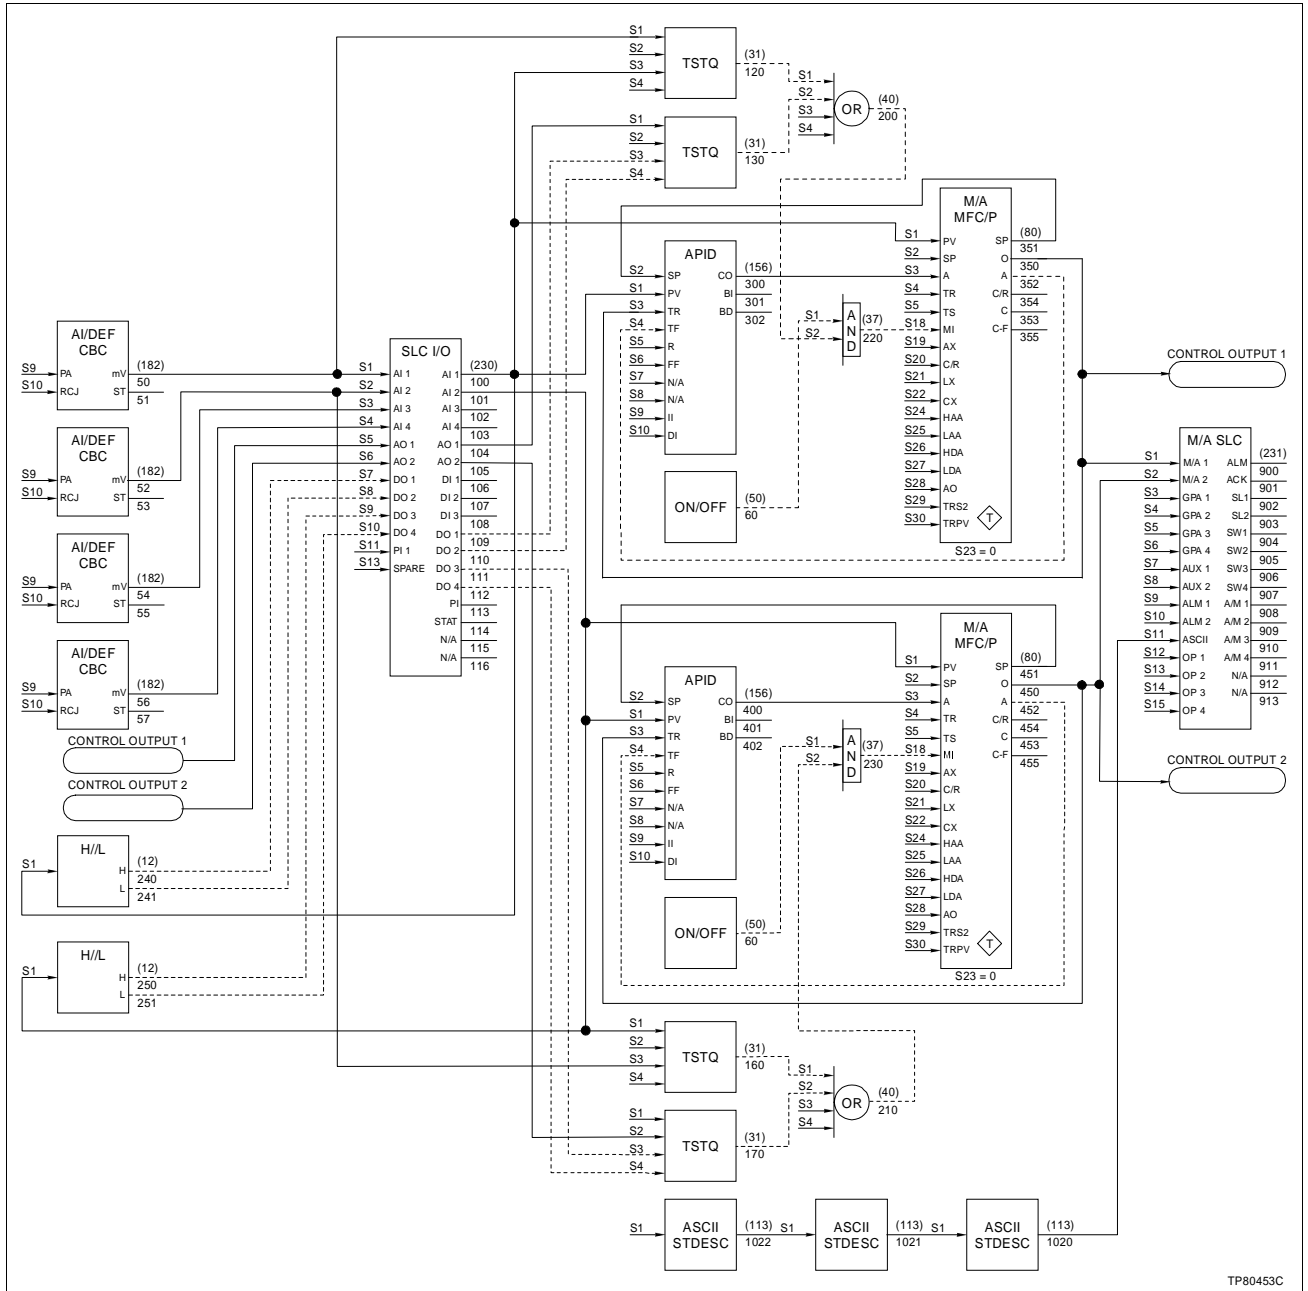 S1
S2
S3
S4
TSTQ
(31)
120
S1
S2
S3
S4
TSTQ
(31)
130
S1
S2
S3
S4
OR
(40)
200
APID
S2 SP
S1 PV
S3 TR
S4 TF
S5 R
S6 FF
S7 N/A
S8 N/A
S9 II
S10 DI
CO (156)
300
BI
301
BD
302
ON/OFF
(50)
60
S1
S2
AND
(37)
220
M/A
MFC/P
S1 PV
S2 SP
S3 A
S4 TR
S5 TS
S18 MI
S19 AX
S20 C/R
S21 LX
S22 CX
S24 HAA
S25 LAA
S26 HDA
S27 LDA
S28 AO
S29 TRS2
S30 TRPV
SP (80)
351
O
350
A
352
C/R
354
C
353
C-F
355
T
S23 = 0
CONTROL OUTPUT 1
AI/DEF
CBC
S9 PA
S10 RCJ
mV (182)
50
ST
51
AI/DEF
CBC
S9 PA
S10 RCJ
mV (182)
52
ST
53
AI/DEF
CBC
S9 PA
S10 RCJ
mV (182)
54
ST
55
AI/DEF
CBC
S9 PA
S10 RCJ
mV (182)
56
ST
57
CONTROL OUTPUT 1
CONTROL OUTPUT 2
H//L
S1
H (12)
240
L
241
H//L
S1
H (12)
250
L
251
SLC I/O
S1 AI 1
S2 AI 2
S3 AI 3
S4 AI 4
S5 AO 1
S6 AO 2
S7 DO 1
S8 DO 2
S9 DO 3
S10 DO 4
S11 PI 1
S13 SPARE
AI 1 (230)
100
AI 2
101
AI 3
102
AI 4
103
AO 1
104
AO 2
105
DI 1
106
DI 2
107
DI 3
108
DO 1
109
DO 2
110
DO 3
111
DO 4
112
PI
113
STAT
114
N/A
115
N/A
116
M/A SLC
S1 M/A 1
S2 M/A 2
S3 GPA 1
S4 GPA 2
S5 GPA 3
S6 GPA 4
S7 AUX 1
S8 AUX 2
S9 ALM 1
S10 ALM 2
S11 ASCII
S12 OP 1
S13 OP 2
S14 OP 3
S15 OP 4
ALM (231)
900
ACK
901
SL1
902
SL2
903
SW1
904
SW2
905
SW3
906
SW4
907
A/M 1
908
A/M 2
909
A/M 3
910
A/M 4
911
N/A
912
N/A
913
CONTROL OUTPUT 2
APID
S2 SP
S1 PV
S3 TR
S4 TF
S5 R
S6 FF
S7 N/A
S8 N/A
S9 II
S10 DI
CO (156)
400
BI
401
BD
402
ON/OFF
(50)
60
S1
S2
AND
(37)
230
M/A
MFC/P
S1 PV
S2 SP
S3 A
S4 TR
S5 TS
S18 MI
S19 AX
S20 C/R
S21 LX
S22 CX
S24 HAA
S25 LAA
S26 HDA
S27 LDA
S28 AO
S29 TRS2
S30 TRPV
SP (80)
451
O
450
A
452
C/R
454
C
453
C-F
455
T
S23 = 0
S1
S2
S3
S4
TSTQ
(31)
160
S1
S2
S3
S4
TSTQ
(31)
170
S1
S2
S3
S4
OR
(40)
210
S1
ASCII
STDESC
(113)
1022
S1
ASCII
STDESC
(113)
1021
S1
ASCII
STDESC
(113)
1020
TP80453C